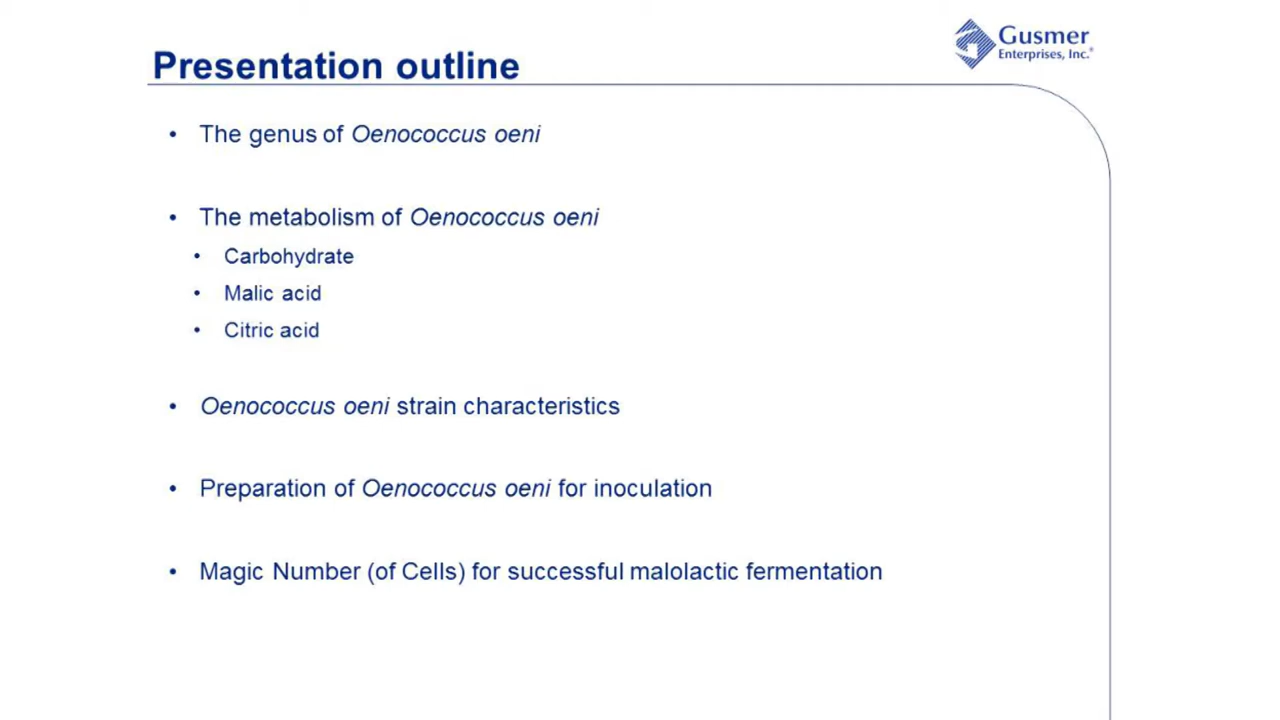 Presentation outline
Gusmer
Enterprises, Inc.®
• The genus of Oenococcus oeni
• The metabolism of Oenococcus oeni
• Carbohydrate
• Malic acid
• Citric acid
• Oenococcus oeni strain characteristics
• Preparation of Oenococcus oeni for inoculation
• Magic Number (of Cells) for successful malolactic fermentation